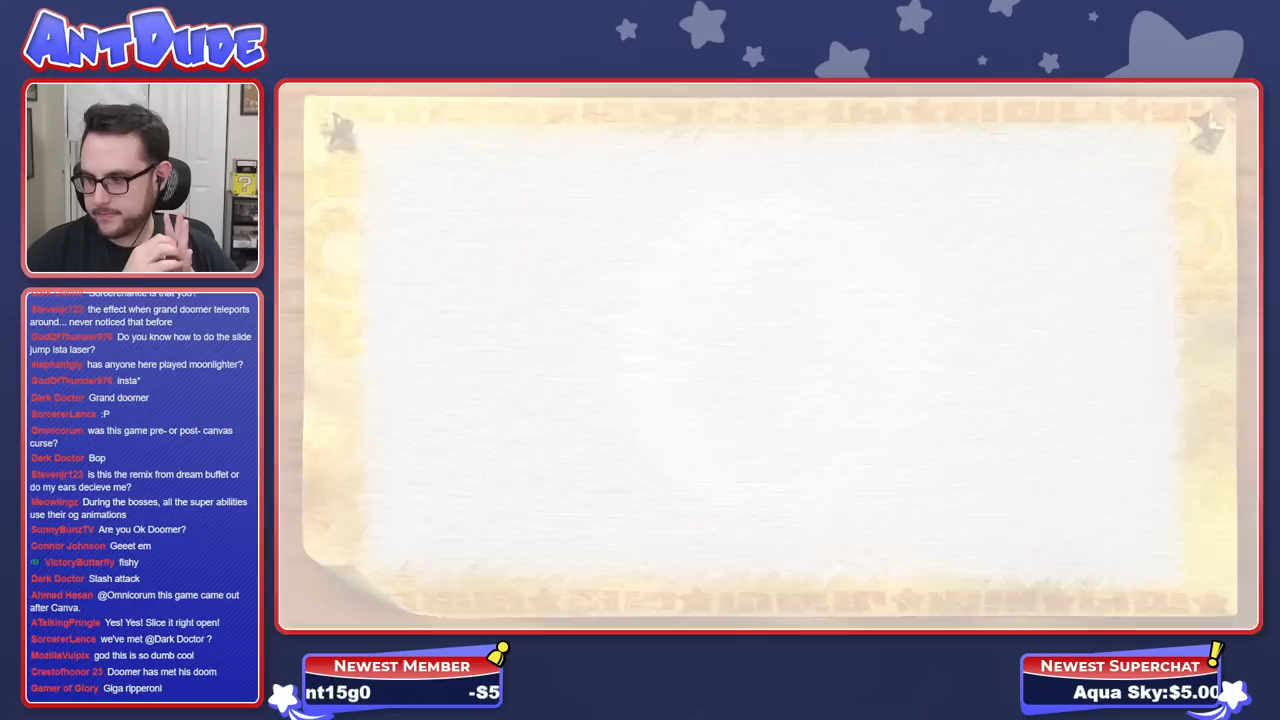 ANTDUDE
Stevenjr123 the effect when grand doomer teleports
around... never noticed that before
GodOfThunder976 Do you know how to do the slide
jump ista laser?
elephantgly has anyone here played moonlighter?
GodOfThunder976 Insta*
Dark Doctor Grand doomer
SorcererLance :P
Omnicorum was this game pre- or post- canvas
curse?
Dark Doctor Bop
Stevenjr123 is this the remix from dream buffet or
do my ears decieve me?
Meowlingz During the bosses, all the super abilities
use their og animations
SunnyBunzTV Are you Ok Doomer?
Connor Johnson Geeet em
VictoryButterfly fishy
Dark Doctor Slash attack
Ahmed Hasan @Omnicorum this game came out
after Canva.
ATalkingPringle Yes! Yes! Slice it right open!
SorcererLance we've met @Dark Doctor ?
MozillaVulpix god this is so dumb cool
Crestofhonor 23 Doomer has met his doom
Gamer of Glory Giga ripperoni
NEWEST MEMBER
nt15g0 -S5
NEWEST SUPERCHAT
Aqua Sky:$5.00